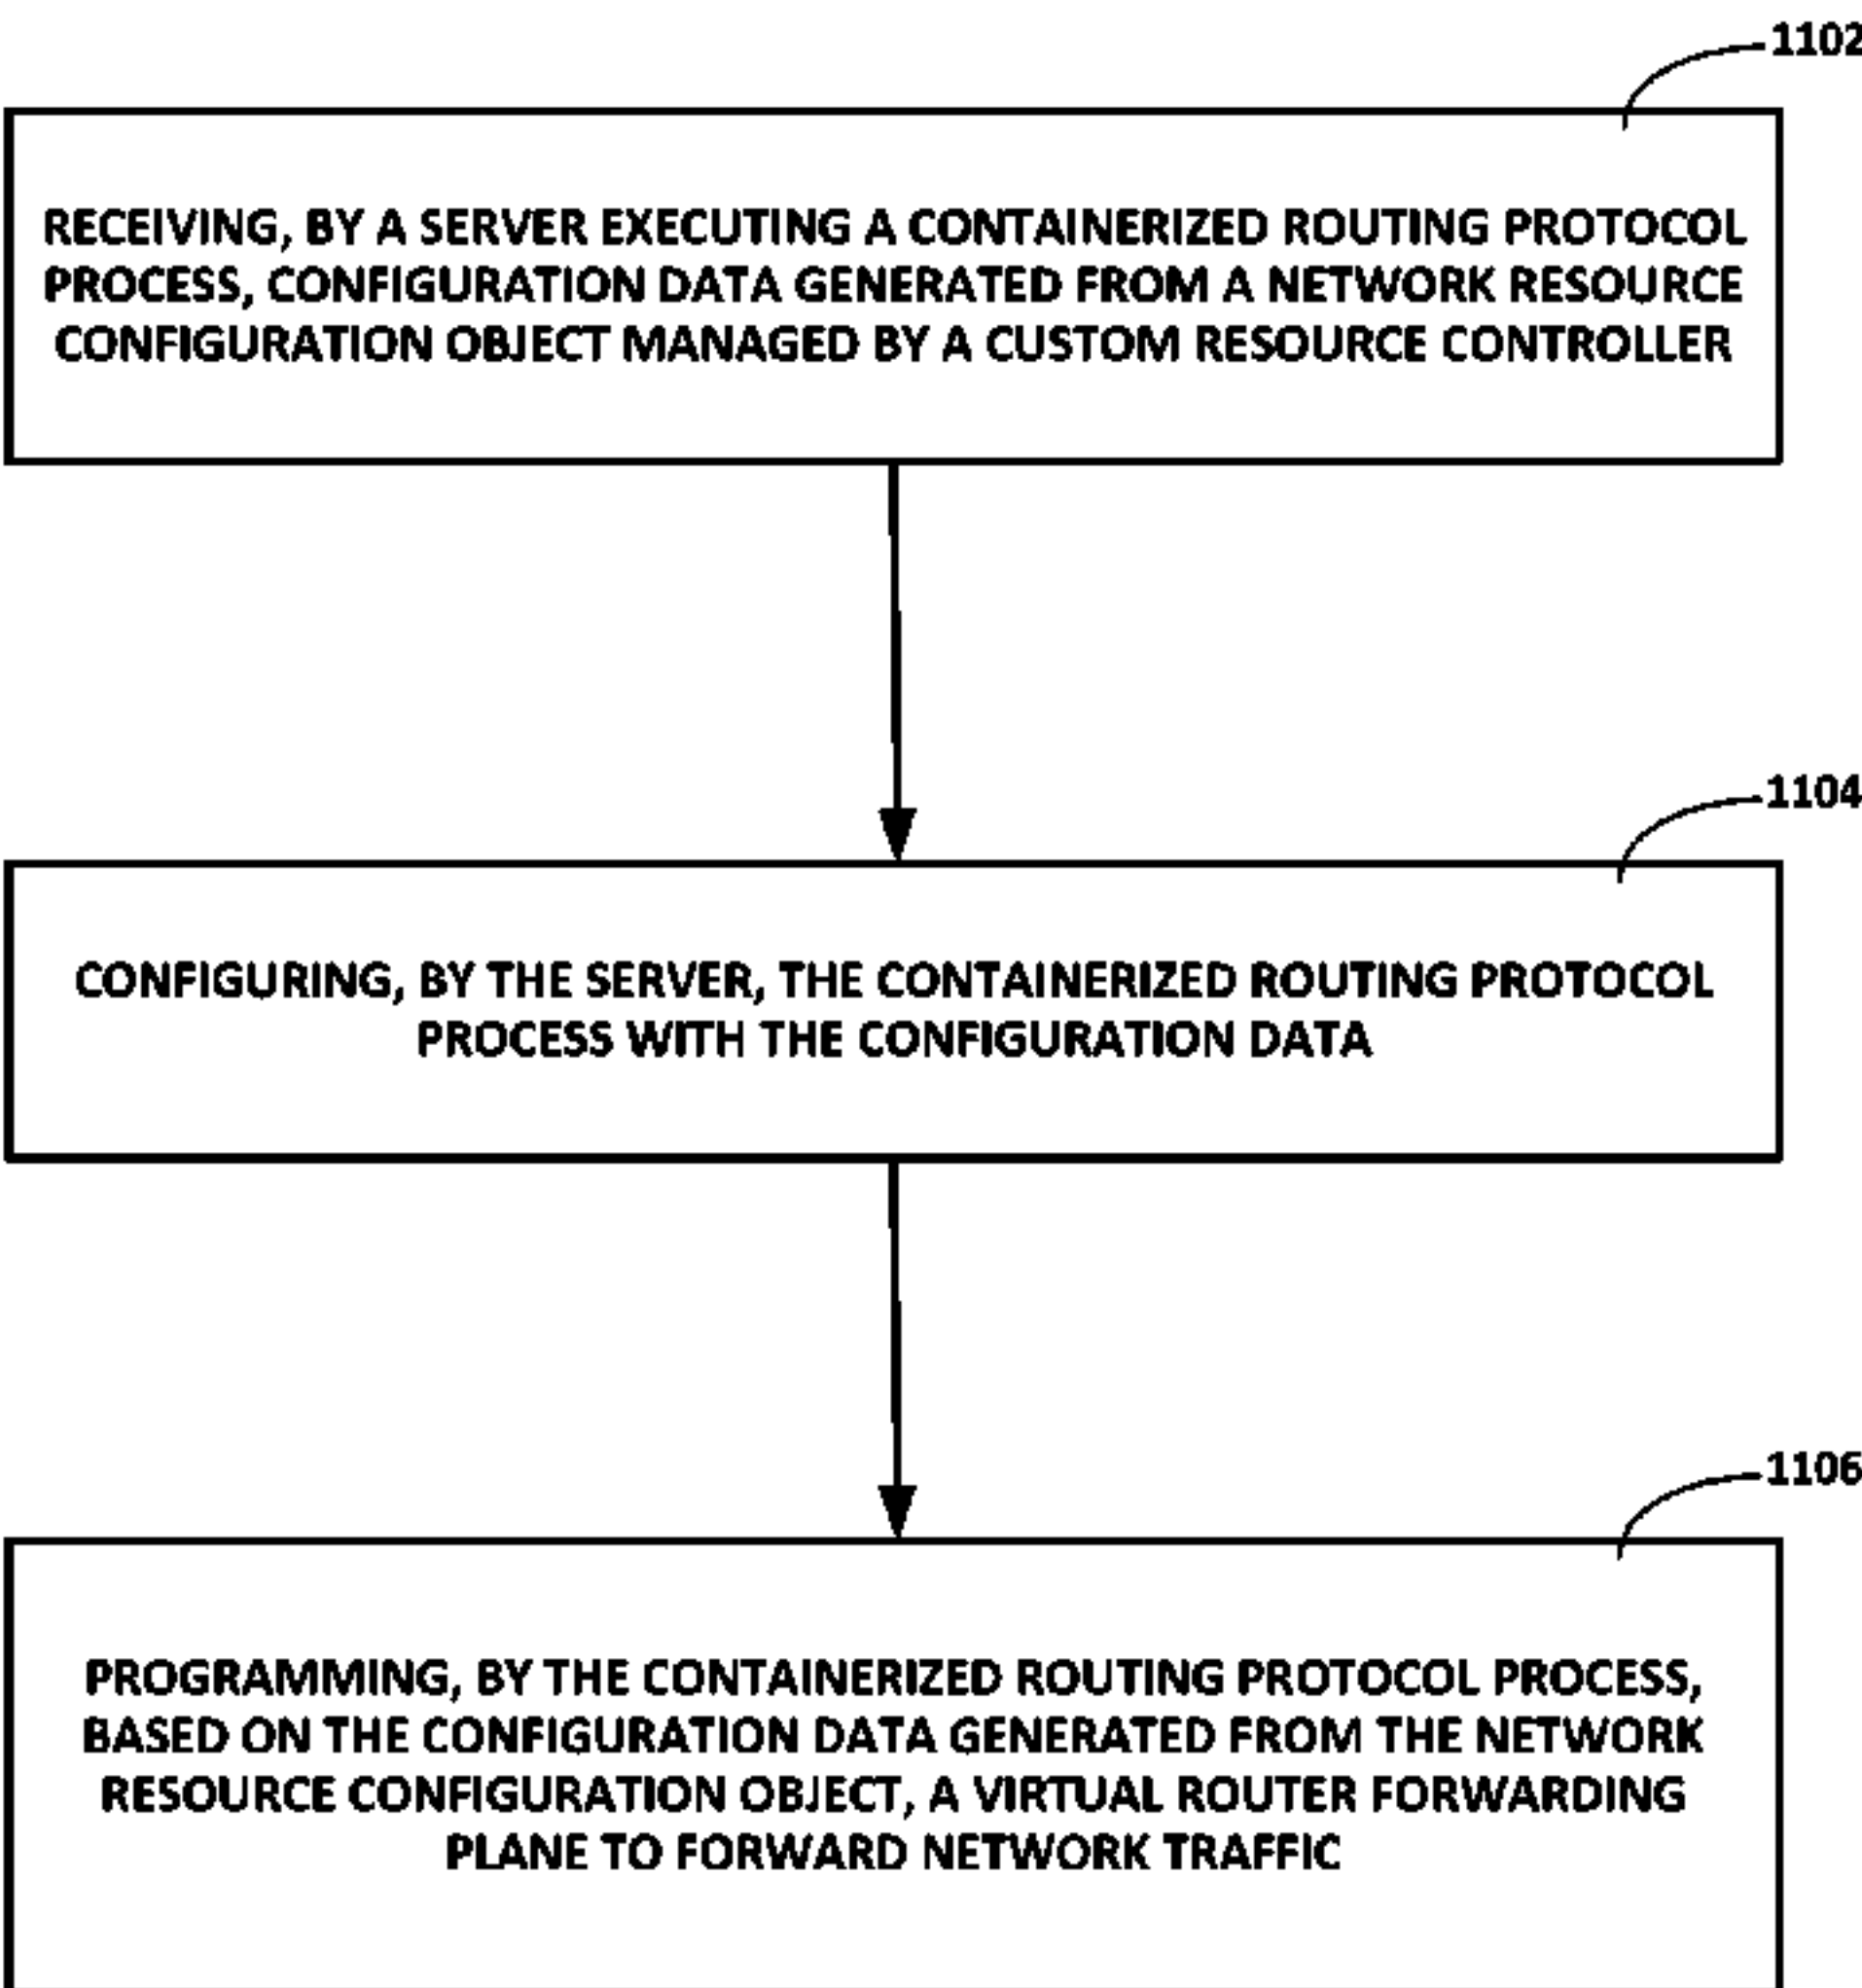 1102
RECEIVING, BY A SERVER EXECUTING A CONTAINERIZED ROUTING PROTOCOL
PROCESS, CONFIGURATION DATA GENERATED FROM A NETWORK RESOURCE
CONFIGURATION OBJECT MANAGED BY A CUSTOM RESOURCE CONTROLLER
1104
CONFIGURING, BY THE SERVER, THE CONTAINERIZED ROUTING PROTOCOL
PROCESS WITH THE CONFIGURATION DATA
1106
PROGRAMMING, BY THE CONTAINERIZED ROUTING PROTOCOL PROCESS,
BASED ON THE CONFIGURATION DATA GENERATED FROM THE NETWORK
RESOURCE CONFIGURATION OBJECT, A VIRTUAL ROUTER FORWARDING
PLANE TO FORWARD NETWORK TRAFFIC